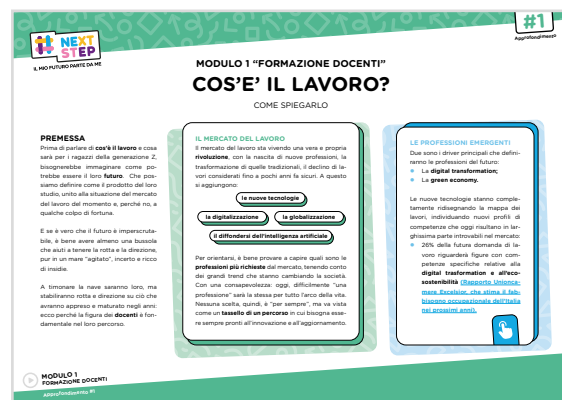 #1
Approfondimento
NEXT
STEP
IL MIO FUTURO PARTE DA ME
MODULO 1 “FORMAZIONE DOCENTI”
COS’E’ IL LAVORO?
COME SPIEGARLO
PREMESSA
Prima di parlare di cos’è il lavoro e cosa
sarà per i ragazzi della generazione Z,
bisognerebbe immaginare come po-
trebbe essere il loro futuro. Che pos-
siamo definire come il prodotto del loro
studio, unito alla situazione del mercato
del lavoro del momento e, perché no, a
qualche colpo di fortuna.
E se è vero che il futuro è imperscruta-
bile, è bene avere almeno una bussola
che aiuti a tenere la rotta e la direzione,
pur in un mare “agitato”, incerto e ricco
di insidie.
A timonare la nave saranno loro, ma
stabiliranno rotta e direzione su ciò che
avranno appreso e maturato negli anni:
ecco perché la figura dei docenti è fon-
damentale nel loro percorso.
IL MERCATO DEL LAVORO
Il mercato del lavoro sta vivendo una vera e propria
rivoluzione, con la nascita di nuove professioni, la
trasformazione di quelle tradizionali, il declino di la-
vori considerati fino a pochi anni fa sicuri. A questo
si aggiungono:
le nuove tecnologie
la digitalizzazione
la globalizzazione
il diffondersi dell’intelligenza artificiale
Per orientarsi, è bene provare a capire quali sono le
professioni più richieste dal mercato, tenendo conto
dei grandi trend che stanno cambiando la società.
Con una consapevolezza: oggi, difficilmente “una
professione” sarà la stessa per tutto l’arco della vita.
Nessuna scelta, quindi, è “per sempre”, ma va vista
come un tassello di un percorso in cui bisogna esse-
re sempre pronti all’innovazione e all’aggiornamento.
LE PROFESSIONI EMERGENTI
Due sono i driver principali che defini-
ranno le professioni del futuro:
La digital transformation;
La green economy.
Le nuove tecnologie stanno comple-
tamente ridisegnando la mappa dei
lavori, individuando nuovi profili di
competenze che oggi risultano in lar-
ghissima parte introvabili nel mercato:
26% della futura domanda di la-
voro riguarderà figure con com-
petenze specifiche relative alla
digital trasformation e all’eco-
sostenibilità (Rapporto Unionca-
mere Excelsior, che stima il fab-
bisogno occupazionale dell’Italia
nei prossimi anni).
MODULO 1
FORMAZIONE DOCENTI
Approfondimento #1